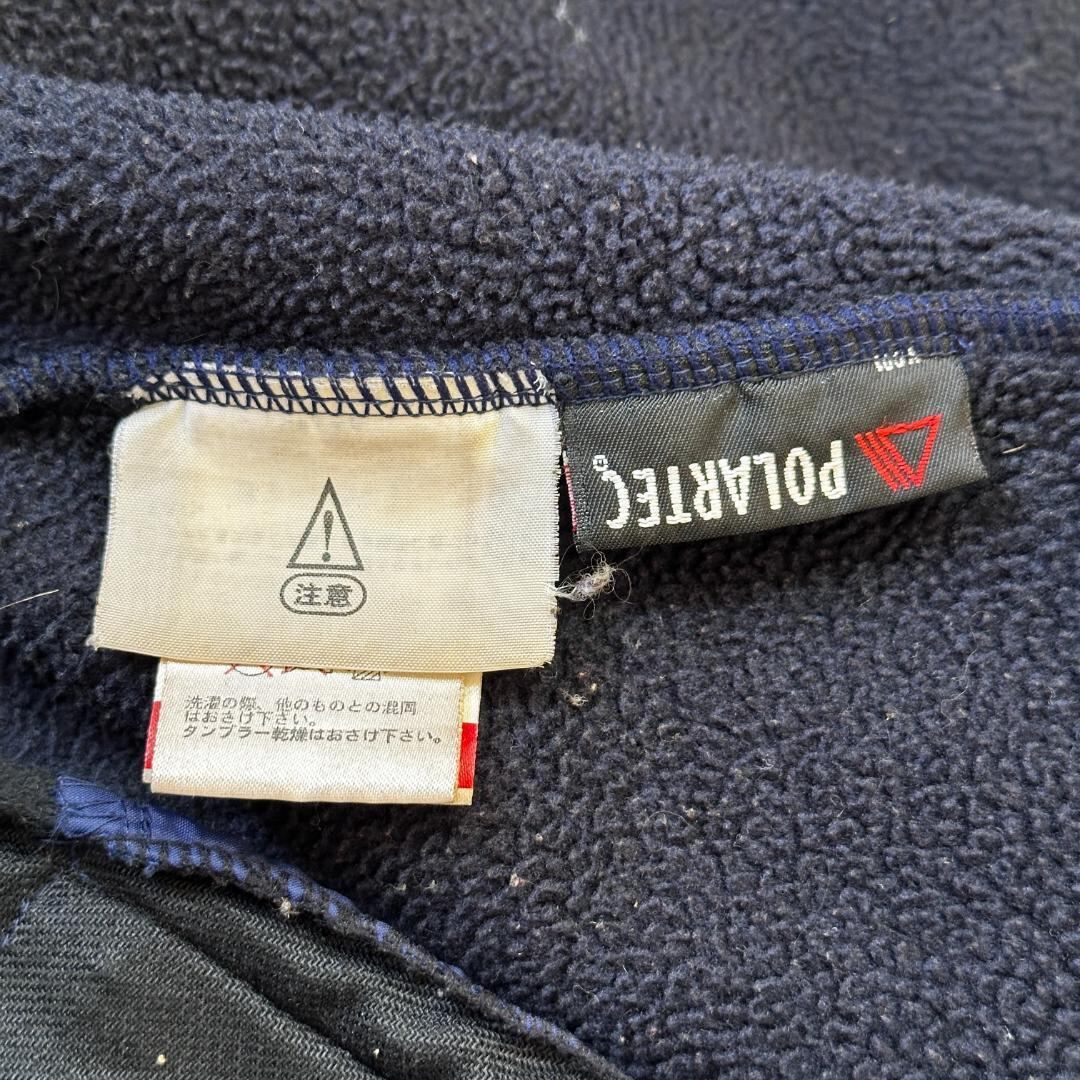 注意
洗濯の際、他のものとの混同
はおさけ下さい。
タンブラー乾燥はおさけ下さい。
POLARTEC